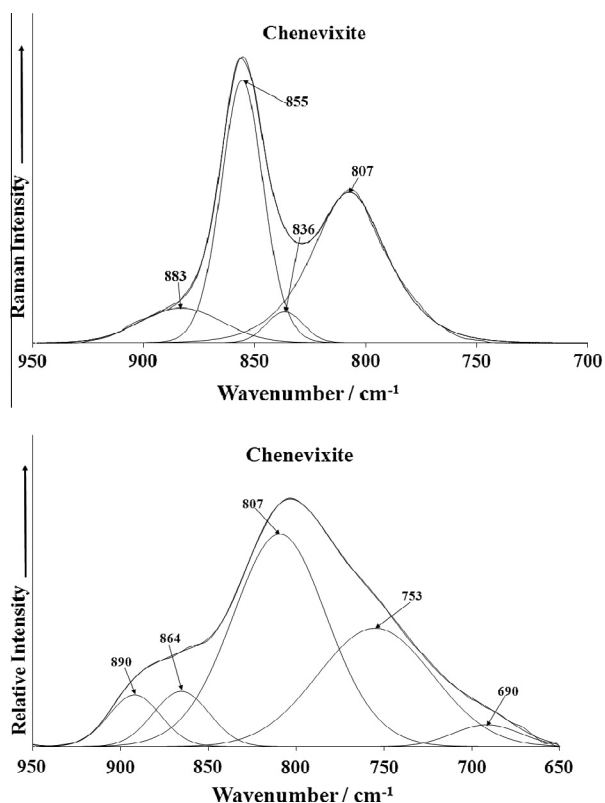 Chenevixite
855
807
836
883
Raman Intensity
950 900 850 800 750 700
Wavenumber / cm⁻¹
Chenevixite
807
753
864
890
690
Relative Intensity
950 900 850 800 750 700 650
Wavenumber / cm⁻¹